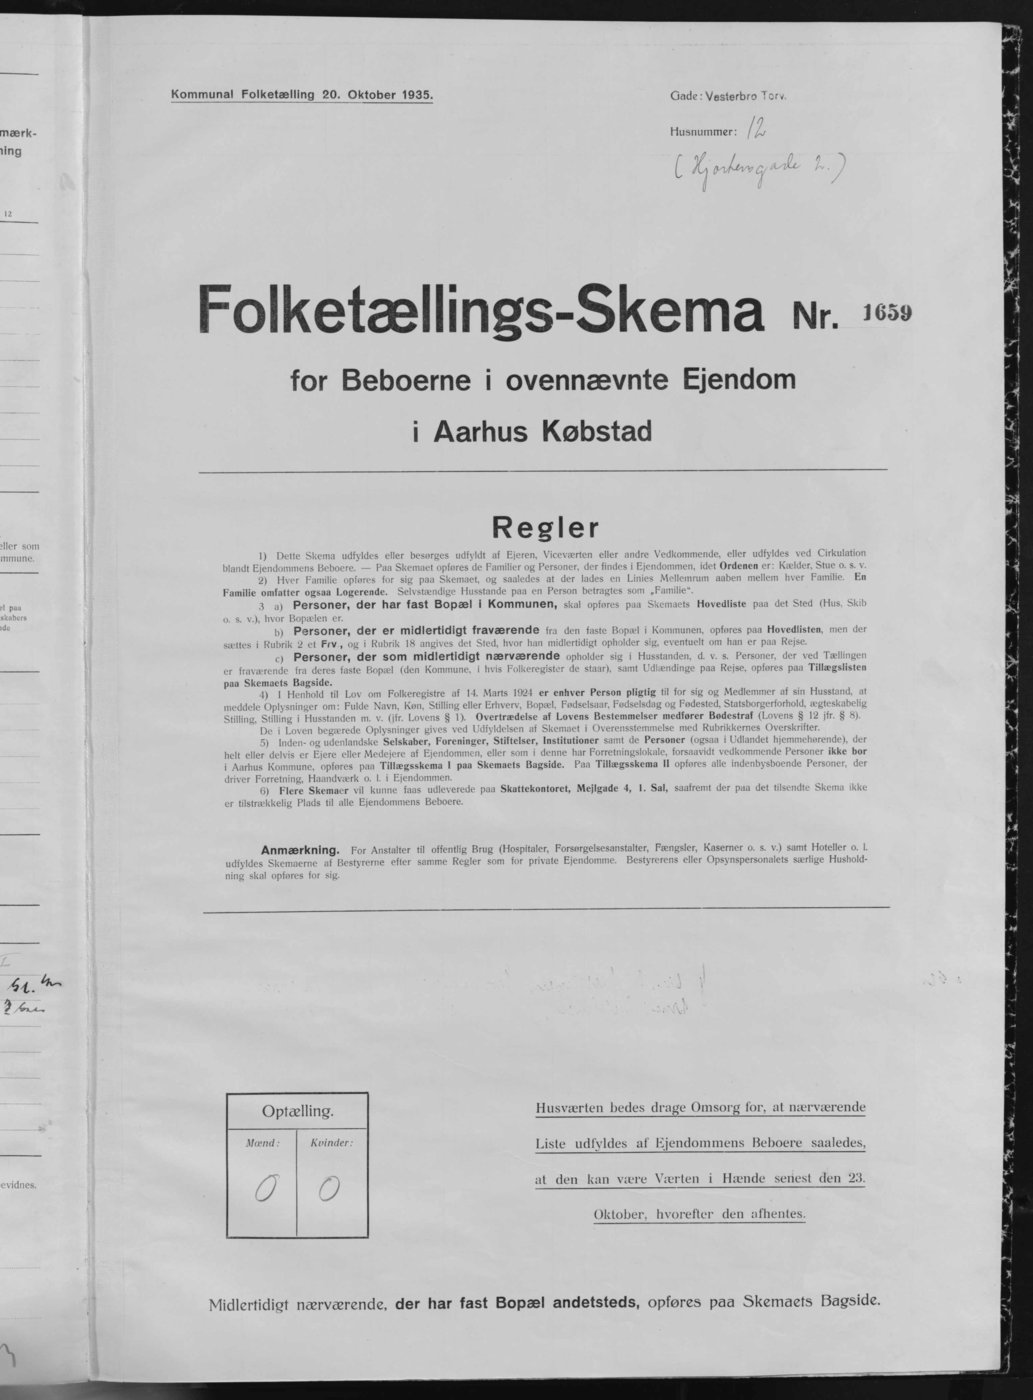 mærk-
ning
12
eller som
mmune.
el paa
skabers
de
evidnes.
Kommunal Folketælling 20. Oktober 1935.
Gade: Vesterbro Torv.
Husnummer: 12
(Hjortensgade 2.)
Folketællings-Skema Nr. 1659
for Beboerne i ovennævnte Ejendom
i Aarhus Købstad
Regler
1) Dette Skema udfyldes eller besørges udfyldt af Ejeren, Viceværten eller andre Vedkommende, eller udfyldes ved Cirkulation
blandt Ejendommens Beboere. — Paa Skemaet opføres de Familier og Personer, der findes i Ejendommen, idet Ordenen er: Kælder, Stue o. s. v.
2) Hver Familie opføres for sig paa Skemaet, og saaledes at der lades en Linies Mellemrum aaben mellem hver Familie. En
Familie omfatter ogsaa Logerende. Selvstændige Husstande paa en Person betragtes som „Familie".
3 a) Personer, der har fast Bopæl i Kommunen, skal opføres paa Skemaets Hovedliste paa det Sted (Hus, Skib
o. s. v.), hvor Bopælen er.
b) Personer, der er midlertidigt fraværende fra den faste Bopæl i Kommunen, opføres paa Hovedlisten, men der
sættes i Rubrik 2 et Frv., og i Rubrik 18 angives det Sted, hvor han midlertidigt opholder sig, eventuelt om han er paa Rejse.
c) Personer, der som midlertidigt nærværende opholder sig i Husstanden, d. v. s. Personer, der ved Tællingen
er fraværende fra deres faste Bopæl (den Kommune, i hvis Folkeregister de staar), samt Udlændinge paa Rejse, opføres paa Tillægslisten
paa Skemaets Bagside.
4) I Henhold til Lov om Folkeregistre af 14. Marts 1924 er enhver Person pligtig til for sig og Medlemmer af sin Husstand, at
meddele Oplysninger om: Fulde Navn, Køn, Stilling eller Erhverv, Bopæl, Fødselsaar, Fødselsdag og Fødested, Statsborgerforhold, ægteskabelig
Stilling, Stilling i Husstanden m. v. (jfr. Lovens § 1). Overtrædelse af Lovens Bestemmelser medfører Bødestraf (Lovens § 12 jfr. § 8).
De i Loven begærede Oplysninger gives ved Udfyldelsen af Skemaet i Overensstemmelse med Rubrikkernes Overskrifter.
5) Inden- og udenlandske Selskaber, Foreninger, Stiftelser, Institutioner samt de Personer (ogsaa i Udlandet hjemmehørende), der
helt eller delvis er Ejere eller Medejere af Ejendommen, eller som i denne har Forretningslokale, forsaavidt vedkommende Personer ikke bor
i Aarhus Kommune, opføres paa Tillægsskema I paa Skemaets Bagside. Paa Tillægsskema II opføres alle indenbysboende Personer, der
driver Forretning, Haandværk o. l. i Ejendommen.
6) Flere Skemaer vil kunne faas udleverede paa Skattekontoret, Mejlgade 4, 1. Sal, saafremt der paa det tilsendte Skema ikke
er tilstrækkelig Plads til alle Ejendommens Beboere.
Anmærkning. For Anstalter til offentlig Brug (Hospitaler, Forsørgelsesanstalter, Fængsler, Kaserner o. s. v.) samt Hoteller o. l.
udfyldes Skemaerne af Bestyrerne efter samme Regler som for private Ejendomme. Bestyrerens eller Opsynspersonalets særlige Hushold-
ning skal opføres for sig.
Optælling.
Mænd: Kvinder:
0 0
Husværten bedes drage Omsorg for, at nærværende
Liste udfyldes af Ejendommens Beboere saaledes,
at den kan være Værten i Hænde senest den 23.
Oktober, hvorefter den afhentes.
Midlertidigt nærværende, der har fast Bopæl andetsteds, opføres paa Skemaets Bagside.